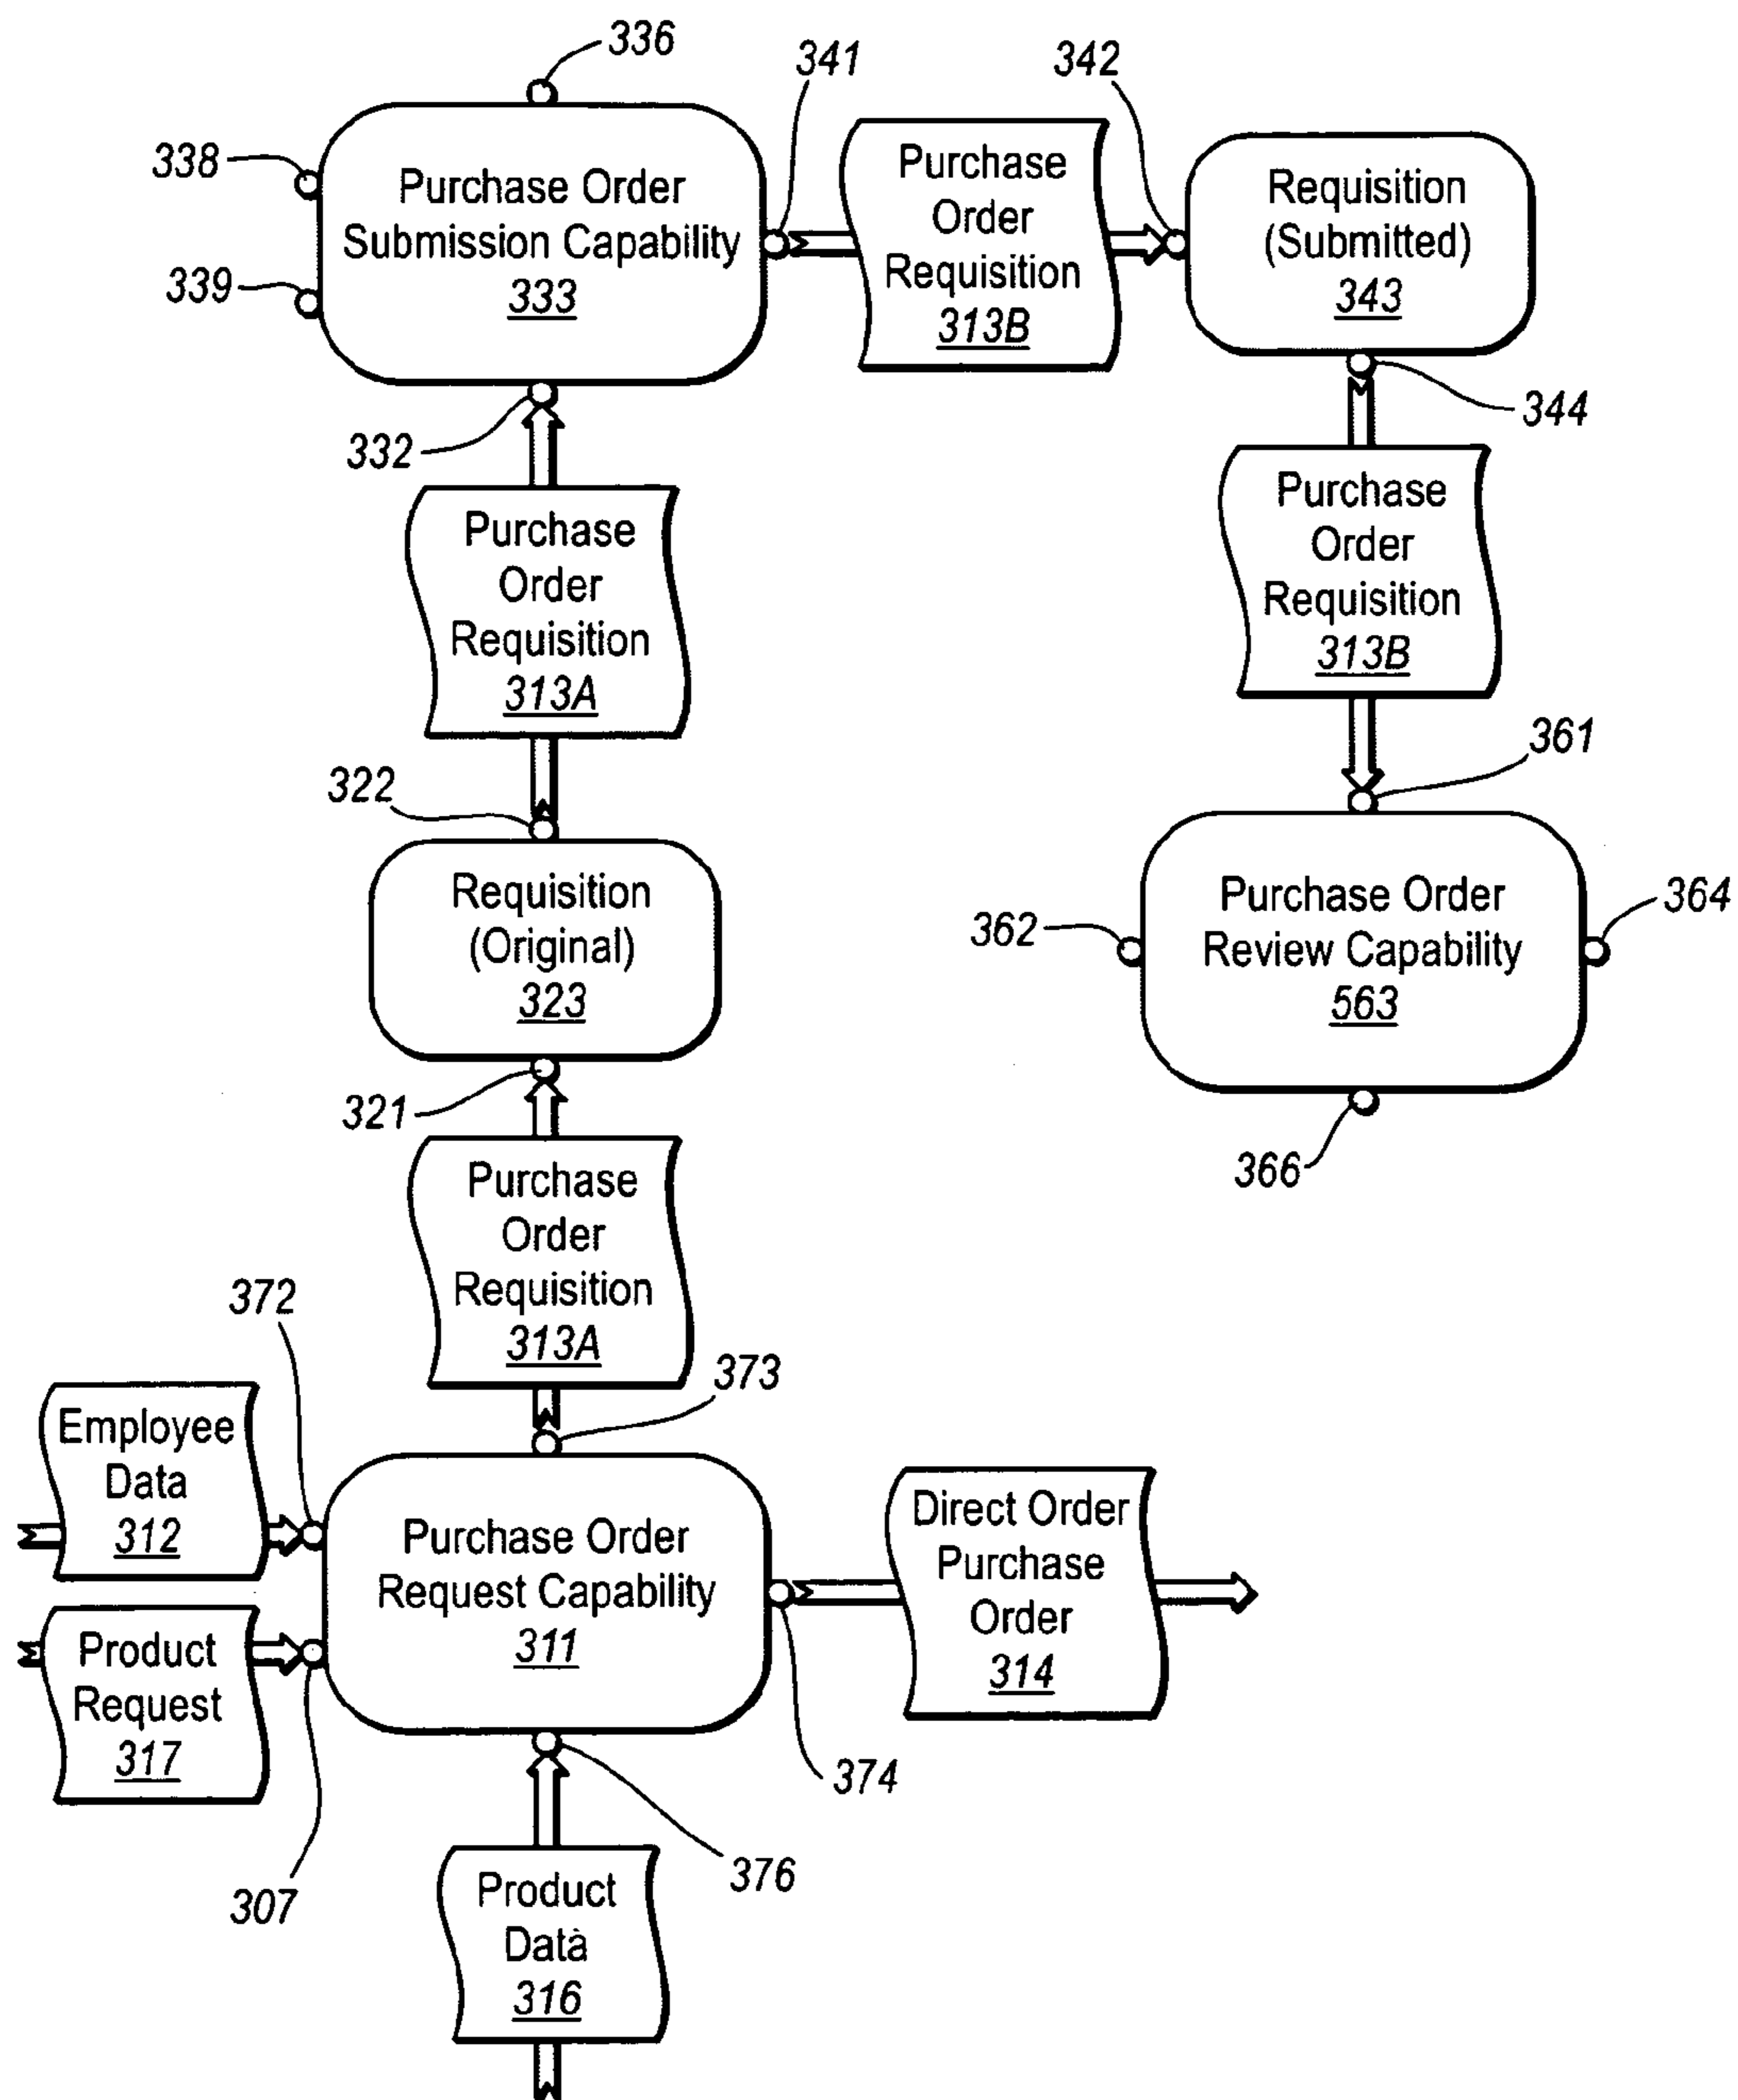 336
341
342
338
Purchase Order
Submission Capability
333
339
Purchase
Order
Requisition
313B
Requisition
(Submitted)
343
344
332
Purchase
Order
Requisition
313A
Purchase
Order
Requisition
313B
322
361
Requisition
(Original)
323
362
Purchase Order
Review Capability
563
364
321
366
Purchase
Order
Requisition
313A
372
373
Employee
Data
312
Purchase Order
Request Capability
311
Direct Order
Purchase
Order
314
Product
Request
317
374
307
376
Product
Data
316